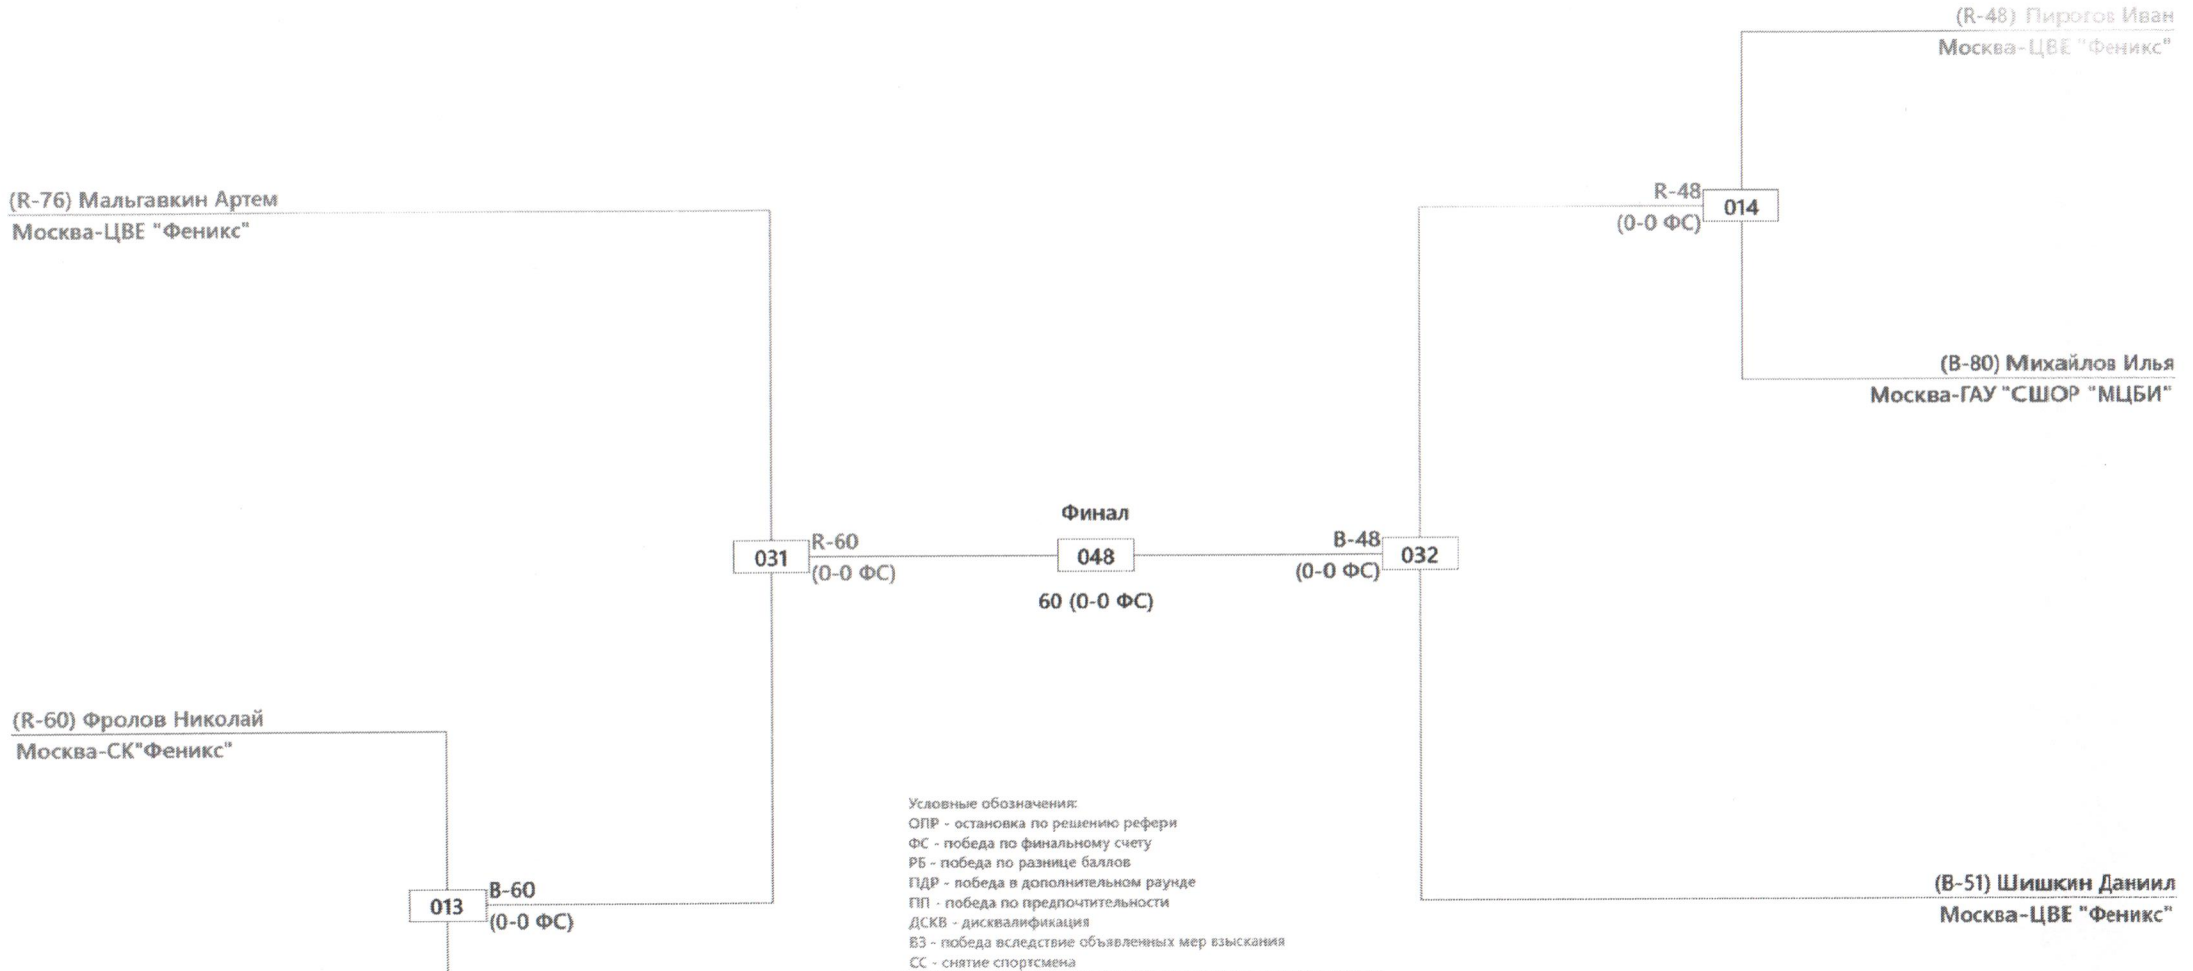 (R-48) Пирогов Иван
Москва-ЦВЕ "Феникс"
(R-76) Мальгавкин Артем
Москва-ЦВЕ "Феникс"
R-48
(0-0 ФС)
014
(B-80) Михайлов Илья
Москва-ГАУ "СШОР "МЦБИ"
Финал
031
R-60
(0-0 ФС)
048
60 (0-0 ФС)
B-48
(0-0 ФС)
032
(R-60) Фролов Николай
Москва-СК"Феникс"
Условные обозначения:
ОПР - остановка по решению рефери
ФС - победа по финальному счету
РБ - победа по разнице баллов
ПДР - победа в дополнительном раунде
ПП - победа по предпочтительности
ДСКВ - дисквалификация
ВЗ - победа вследствие объявленных мер взыскания
СС - снятие спортсмена
013
B-60
(0-0 ФС)
(B-51) Шишкин Даниил
Москва-ЦВЕ "Феникс"